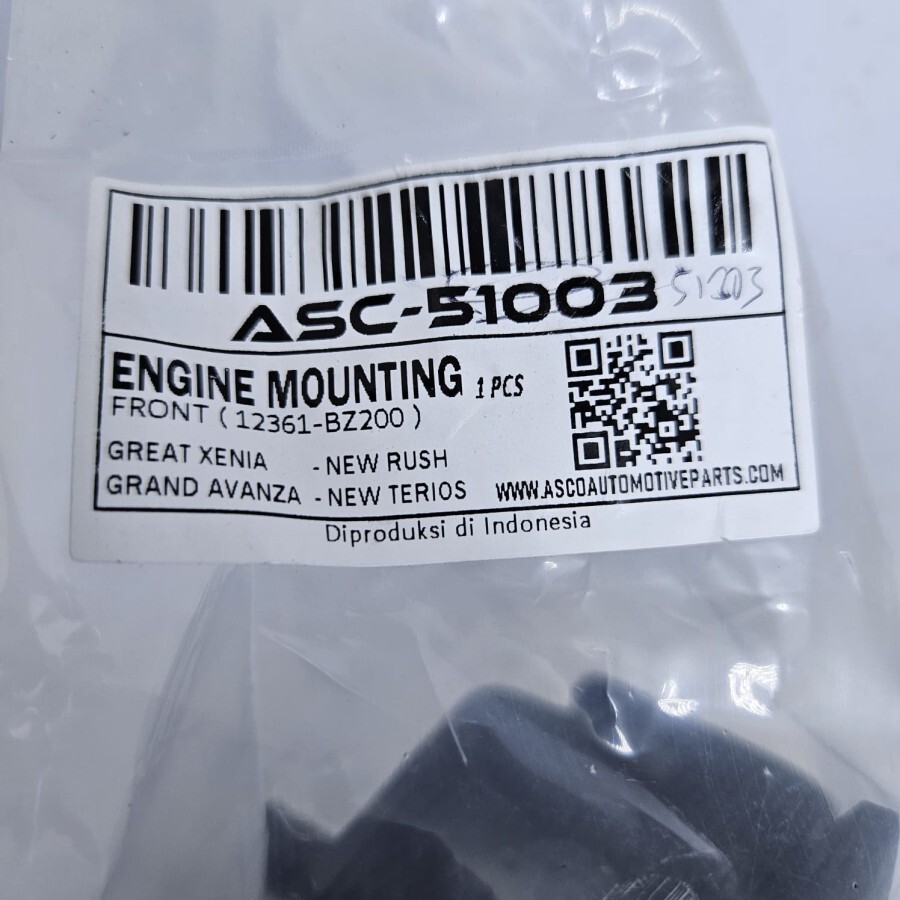 ASC-51003 51203
ENGINE MOUNTING 1 PCS
FRONT ( 12361-BZ200 )
GREAT XENIA - NEW RUSH
GRAND AVANZA - NEW TERIOS
WWW.ASCOAUTOMOTIVEPARTS.COM
Diproduksi di Indonesia